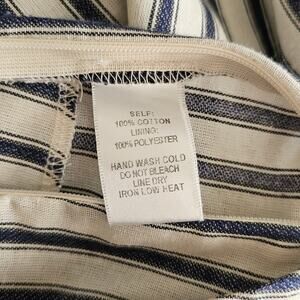 SELF:
100% COTTON
LINING:
100% POLYESTER
HAND WASH COLD
DO NOT BLEACH
LINE DRY
IRON LOW HEAT